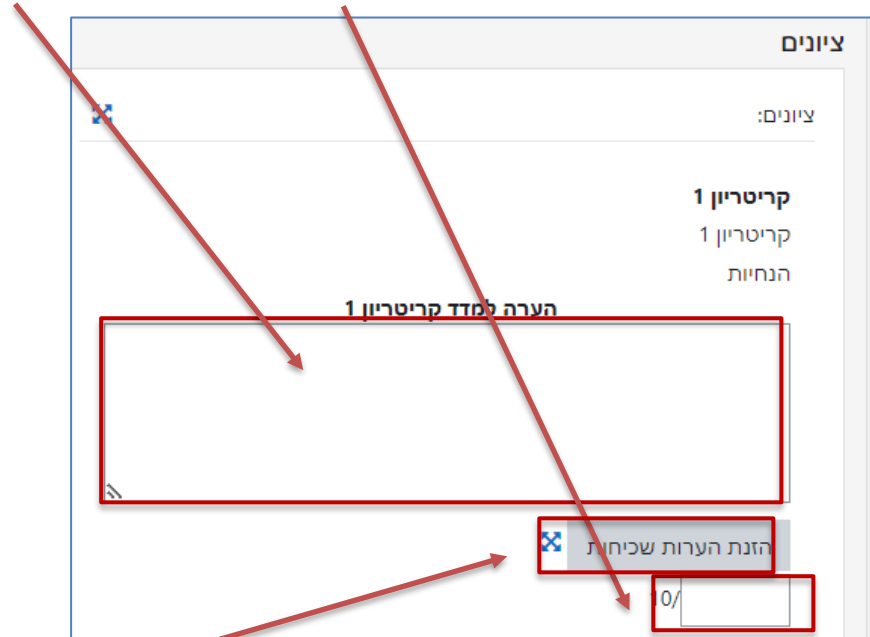 ציונים
ציונים:
קריטריון 1
קריטריון 1
הנחיות
הערה למדד קריטריון 1
הזנת הערות שכיחות
10/